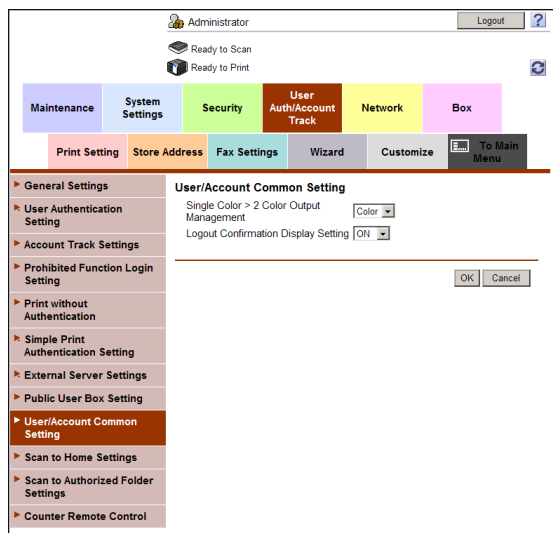 Administrator
Logout
?
Ready to Scan
Ready to Print
Maintenance
System
Settings
Security
User
Auth/Account
Track
Network
Box
Print Setting
Store Address
Fax Settings
Wizard
Customize
To Main
Menu
General Settings
User Authentication
Setting
Account Track Settings
Prohibited Function Login
Setting
Print without
Authentication
Simple Print
Authentication Setting
External Server Settings
Public User Box Setting
User/Account Common
Setting
Scan to Home Settings
Scan to Authorized Folder
Settings
Counter Remote Control
User/Account Common Setting
Single Color > 2 Color Output
Management
Color
Logout Confirmation Display Setting
ON
OK
Cancel